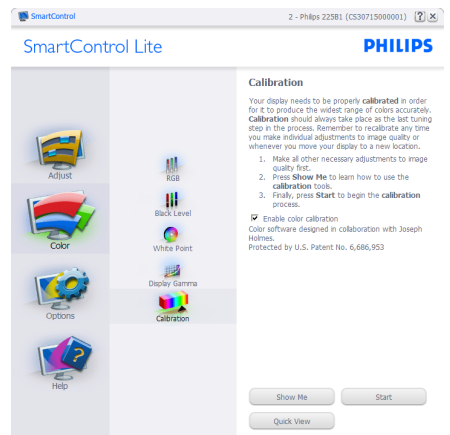 SmartControl
2 - Philips 225B1 (CS30715000001)
?
SmartControl Lite
PHILIPS
Adjust
Color
Options
Help
RGB
Black Level
White Point
Display Gamma
Calibration
Calibration
Your display needs to be properly calibrated in order
for it to produce the widest range of colors accurately.
Calibration should always take place as the last tuning
step in the process. Remember to recalibrate any time
you make individual adjustments to image quality or
whenever you move your display to a new location.
1. Make all other necessary adjustments to image
quality first.
2. Press Show Me to learn how to use the
calibration tools.
3. Finally, press Start to begin the calibration
process.
Enable color calibration
Color software designed in collaboration with Joseph
Holmes.
Protected by U.S. Patent No. 6,686,953
Show Me
Start
Quick View